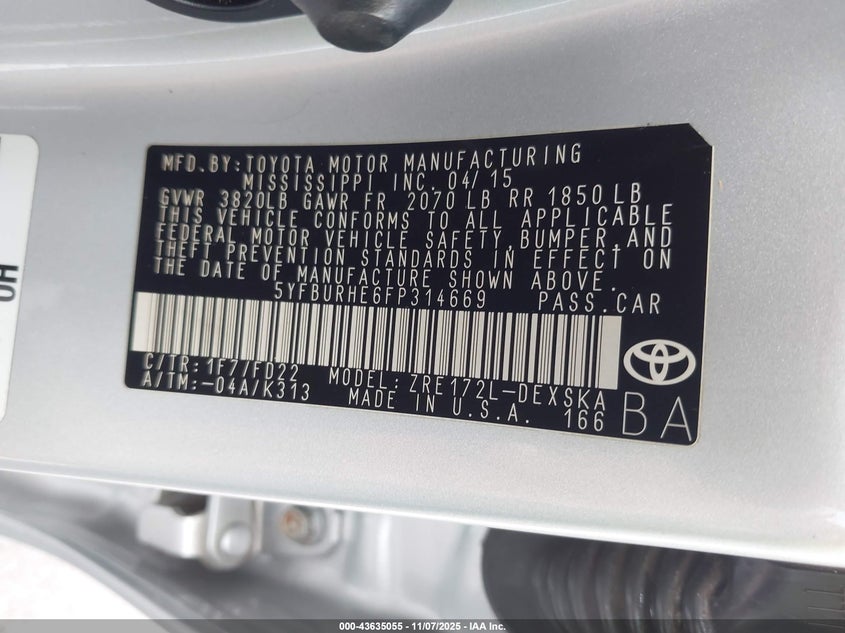 MFD.BY:TOYOTA MOTOR MANUFACTURING
MISSISSIPPI INC. 04/15
GVWR 3820LB GAWR FR 2070 LB RR 1850 LB
THIS VEHICLE CONFORMS TO ALL APPLICABLE
FEDERAL MOTOR VEHICLE SAFETY,BUMPER,AND
THEFT PREVENTION STANDARDS IN EFFECT ON
THE DATE OF MANUFACTURE SHOWN ABOVE.
5YFBURHE6FP314669 PASS.CAR
C/TR:1F7/FD22 MODEL:ZRE172L-DEXSKA
A/TM:-04A/K313 MADE IN U.S.A. 166
BA
HO
000-43635055 - 11/07/2025 - IAA Inc.